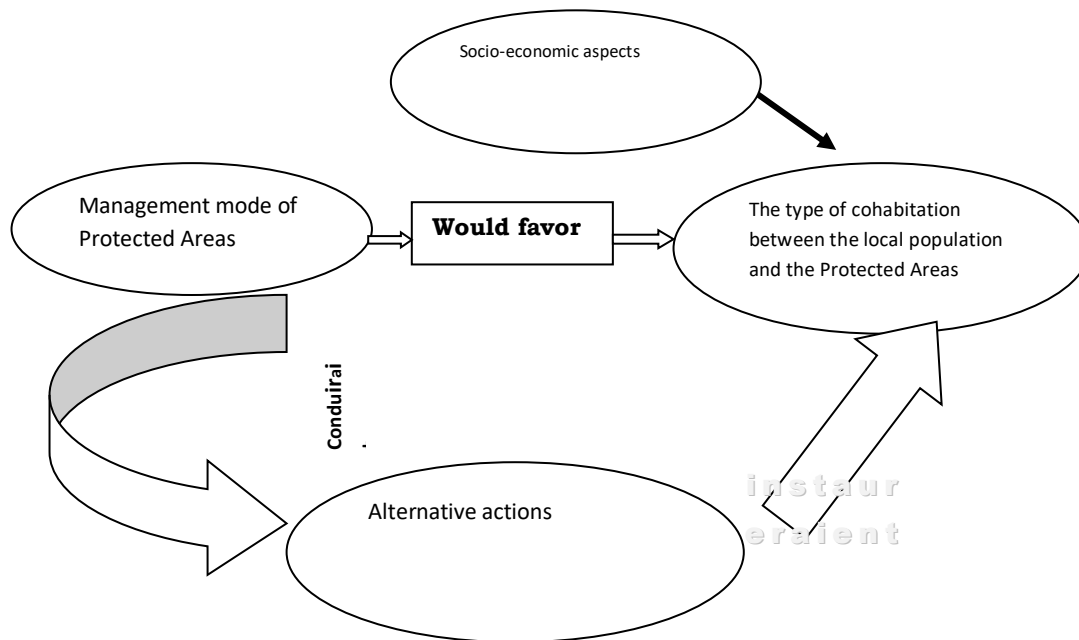 Socio-economic aspects
Management mode of
Protected Areas
Would favor
The type of cohabitation
between the local population
and the Protected Areas
Conduirai
.
Alternative actions
instaur
eraient